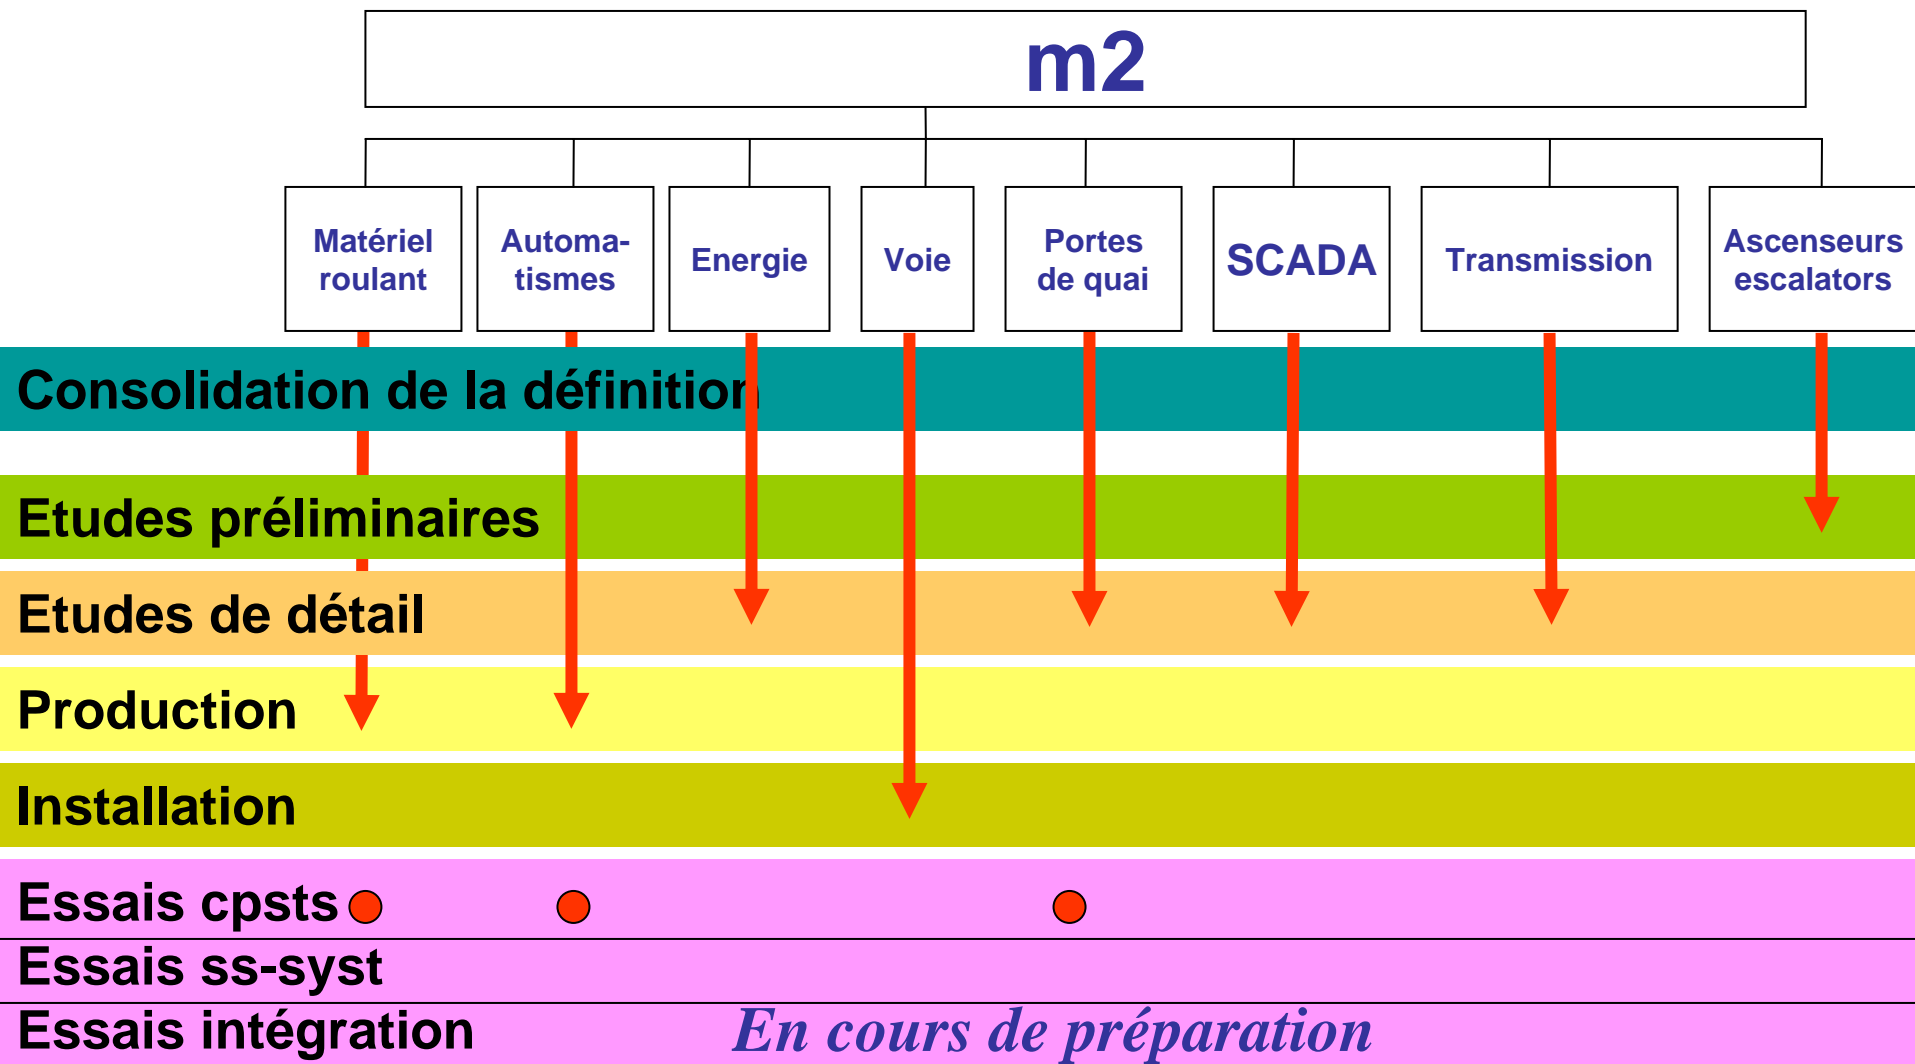 m2
Matériel
roulant
Automa-
tismes
Energie
Voie
Portes
de quai
SCADA
Transmission
Ascenseurs
escalators
Consolidation de la définition
Etudes préliminaires
Etudes de détail
Production
Installation
Essais cpsts
Essais ss-syst
Essais intégration
En cours de préparation